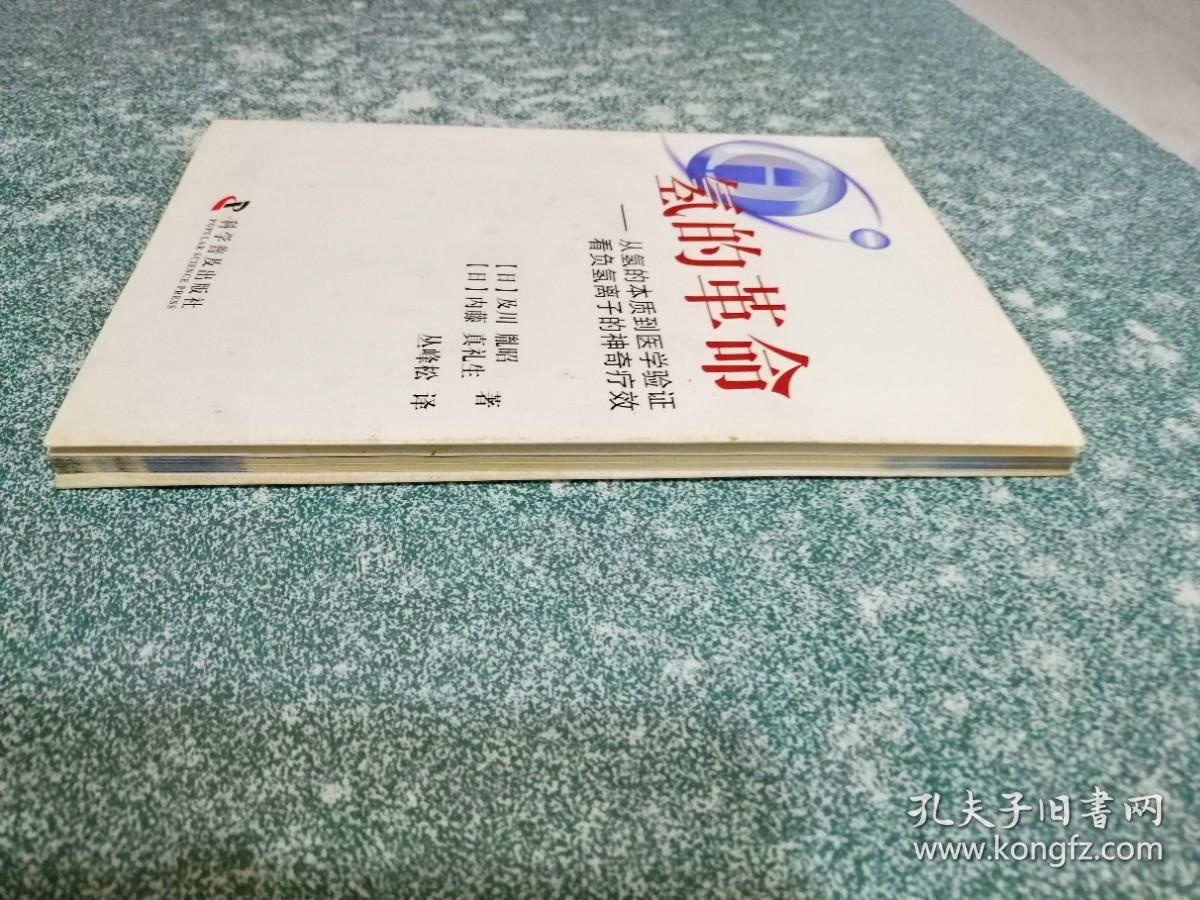 H
氢的革命
——从氢的本质到医学验证
看负氢离子的神奇疗效
【日】及川 胤昭
【日】内藤 真礼生 著
丛峰松 译
科学普及出版社
POPULAR SCIENCE PRESS
孔夫子旧书网
www.kongfz.com